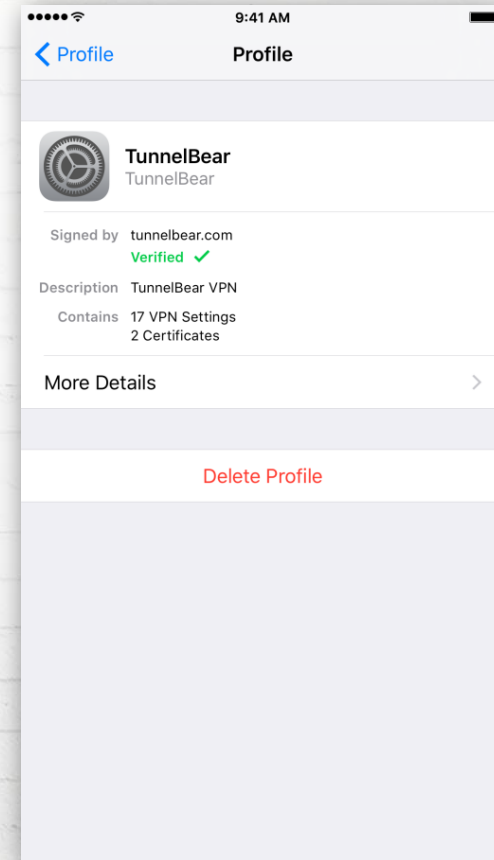 9:41 AM
Profile
Profile
TunnelBear
TunnelBear
Signed by tunnelbear.com
Verified
Description TunnelBear VPN
Contains 17 VPN Settings
2 Certificates
More Details
Delete Profile